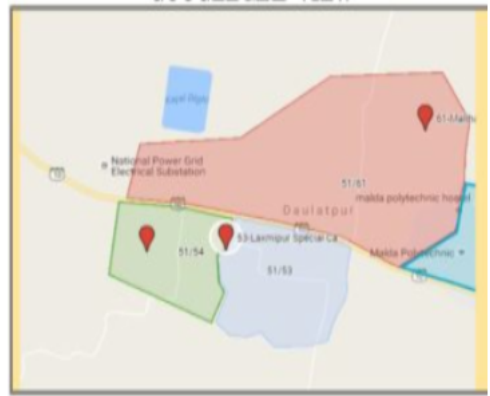 National Power Grid
Electrical Substation
51/61
malda polytechnic
Daulatpur
53-Laxmipur Special Ca
51/54
Malda Polytechnic
51/53